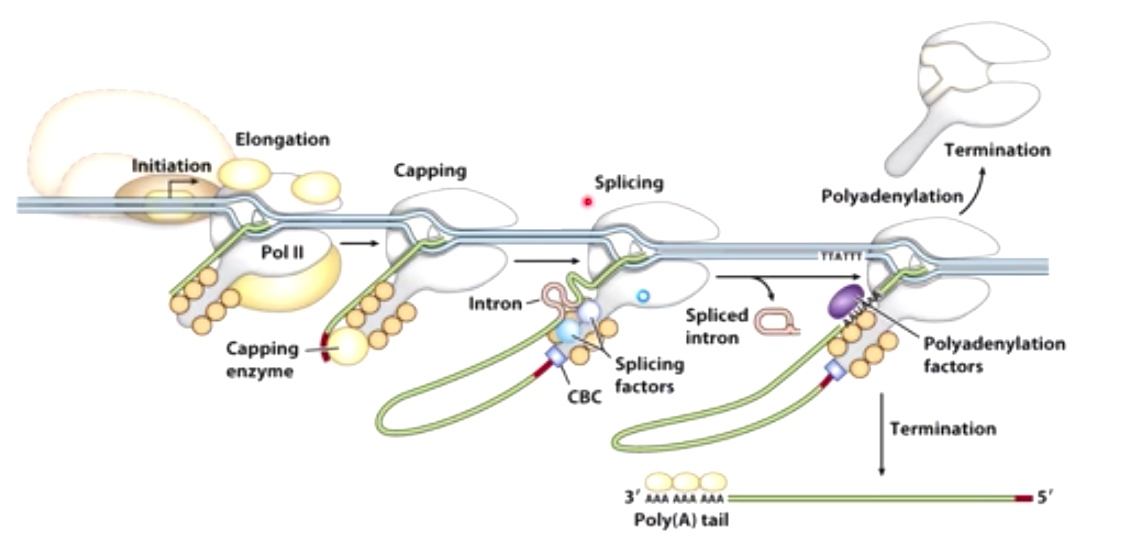 Elongation
Initiation
Capping
Splicing
Termination
Polyadenylation
Pol II
TTATTT
Intron
Spliced
intron
AAUAAA
Capping
enzyme
Splicing
factors
CBC
Polyadenylation
factors
Termination
3′ AAA AAA AAA 5′
Poly(A) tail